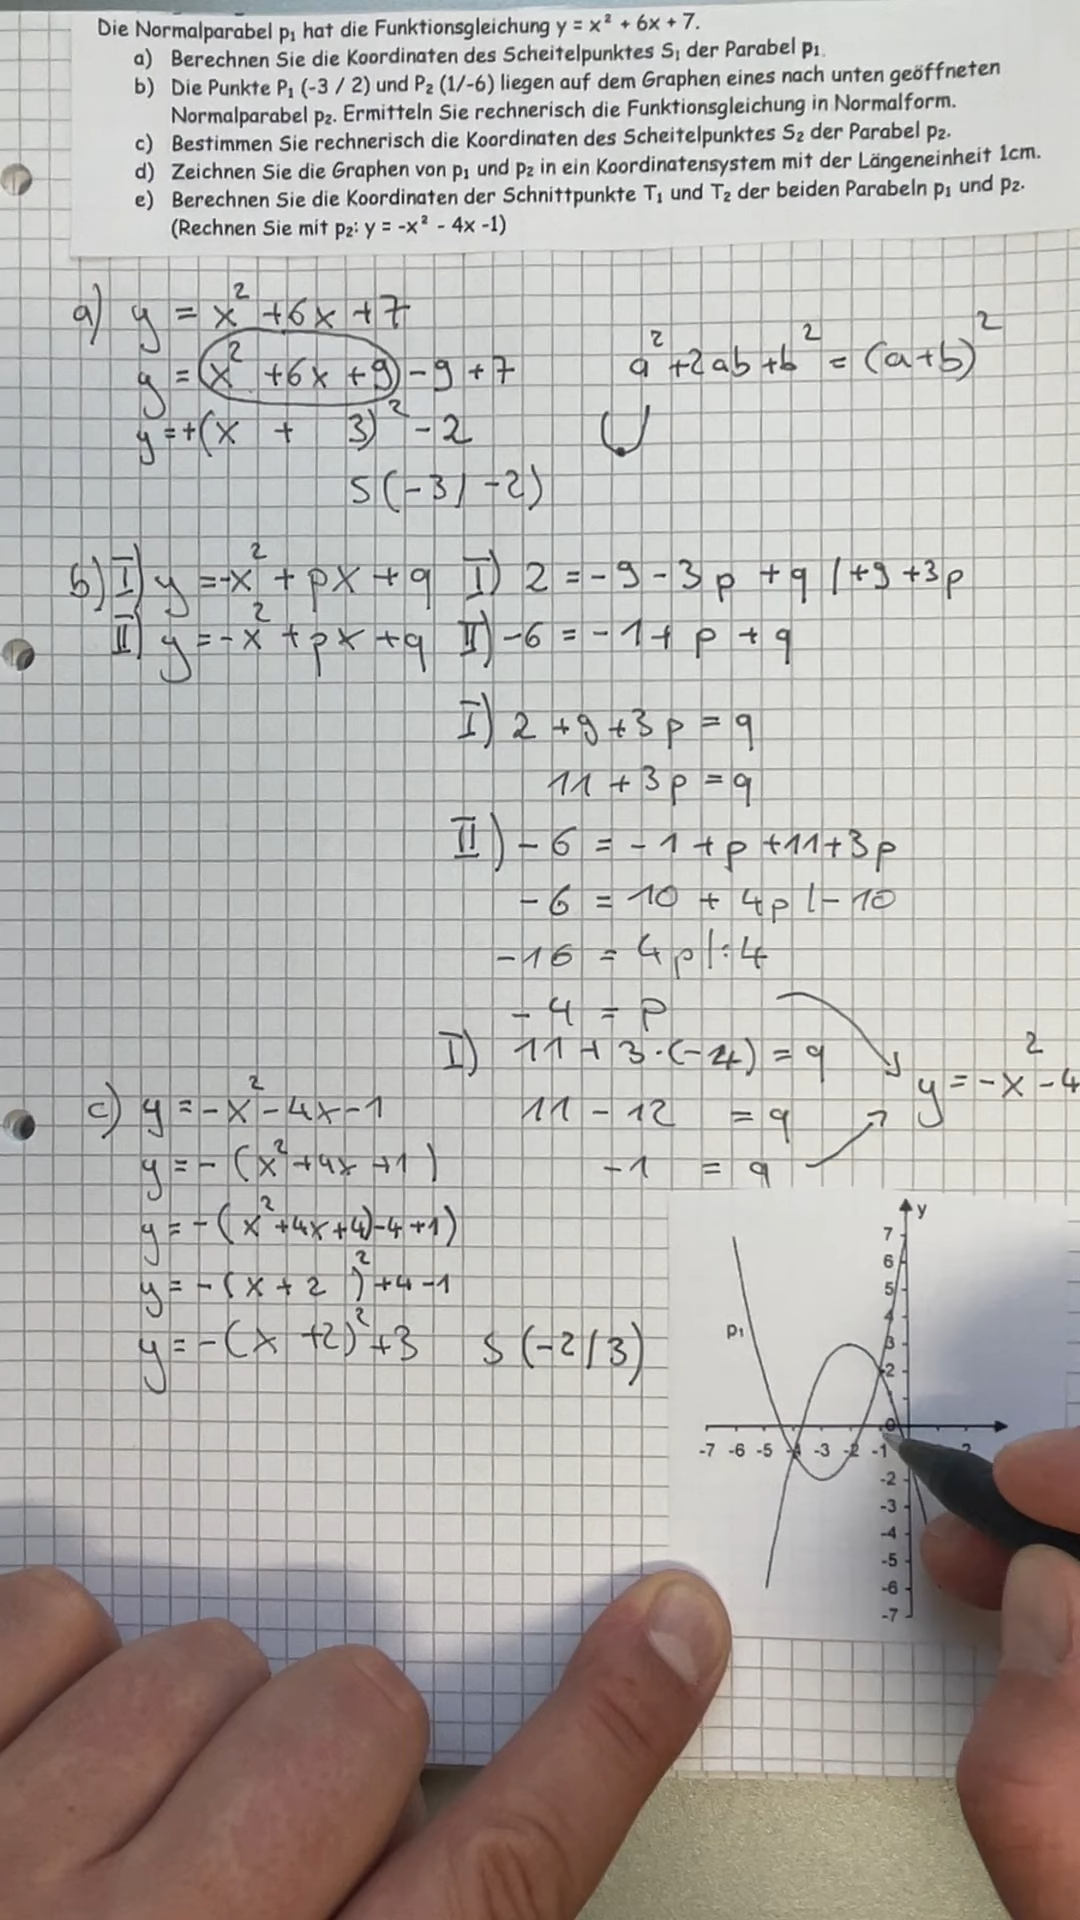 Die Normalparabel p₁ hat die Funktionsgleichung y = x² + 6x + 7.
a) Berechnen Sie die Koordinaten des Scheitelpunktes S₁ der Parabel p₁.
b) Die Punkte P₁ (-3 / 2) und P₂ (1/-6) liegen auf dem Graphen eines nach unten geöffneten
Normalparabel p₂. Ermitteln Sie rechnerisch die Funktionsgleichung in Normalform.
c) Bestimmen Sie rechnerisch die Koordinaten des Scheitelpunktes S₂ der Parabel p₂.
d) Zeichnen Sie die Graphen von p₁ und p₂ in ein Koordinatensystem mit der Längeneinheit 1cm.
e) Berechnen Sie die Koordinaten der Schnittpunkte T₁ und T₂ der beiden Parabeln p₁ und p₂.
(Rechnen Sie mit p₂: y = -x² - 4x -1)
a) y = x² + 6x + 7
y = (x² + 6x + 9) - 9 + 7
y = +(x + 3)² - 2
S(-3/-2)
a² + 2ab + b² = (a+b)²
b) I) y = -x² + px + q
II) y = -x² + px + q
I) 2 = -9 - 3p + q |+9 +3p
II) -6 = -1 + p + q
I) 2 + 9 + 3p = q
11 + 3p = q
II) -6 = -1 + p + 11 + 3p
-6 = 10 + 4p |-10
-16 = 4p |:4
-4 = p
I) 11 + 3·(-4) = q
11 - 12 = q
-1 = q
y = -x² - 4
c) y = -x² - 4x - 1
y = -(x² + 4x + 1)
y = -(x² + 4x + 4) - 4 + 1)
y = -(x + 2)² + 4 - 1
y = -(x + 2)² + 3 S(-2/3)
y
7
6
5
4
3
2
p₁
0
-7 -6 -5 -4 -3 -2 -1 2
-2
-3
-4
-5
-6
-7